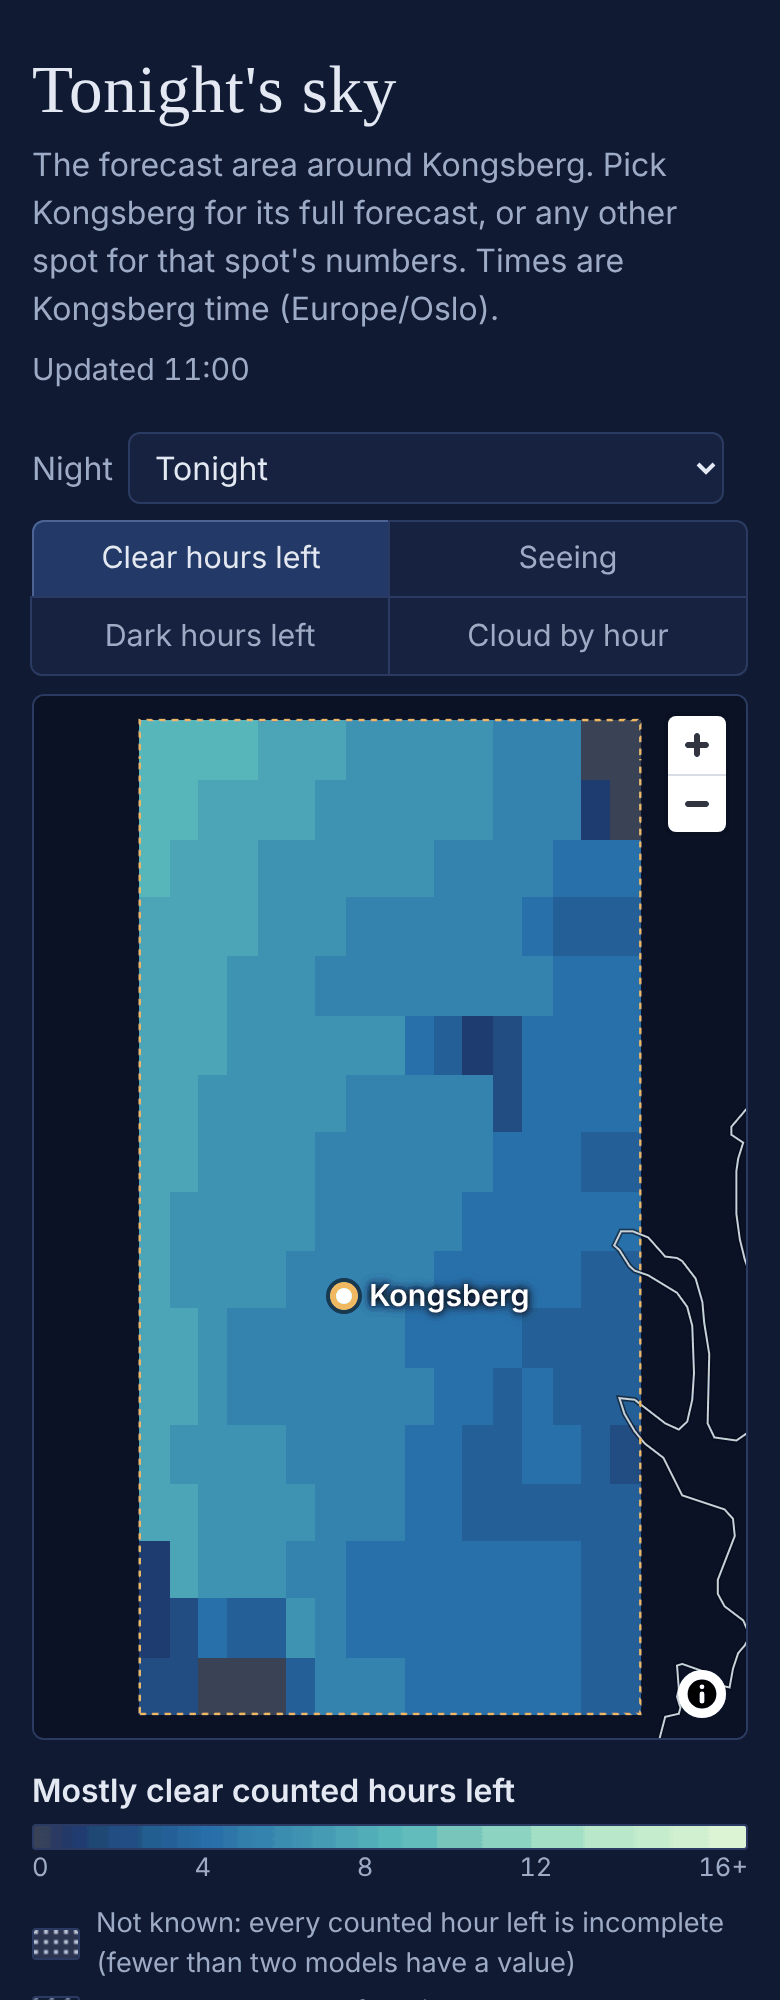 Tonight's sky
The forecast area around Kongsberg. Pick
Kongsberg for its full forecast, or any other
spot for that spot's numbers. Times are
Kongsberg time (Europe/Oslo).
Updated 11:00
Night Tonight
Clear hours left Seeing
Dark hours left Cloud by hour
+
−
Kongsberg
Mostly clear counted hours left
0 4 8 12 16+
Not known: every counted hour left is incomplete
(fewer than two models have a value)